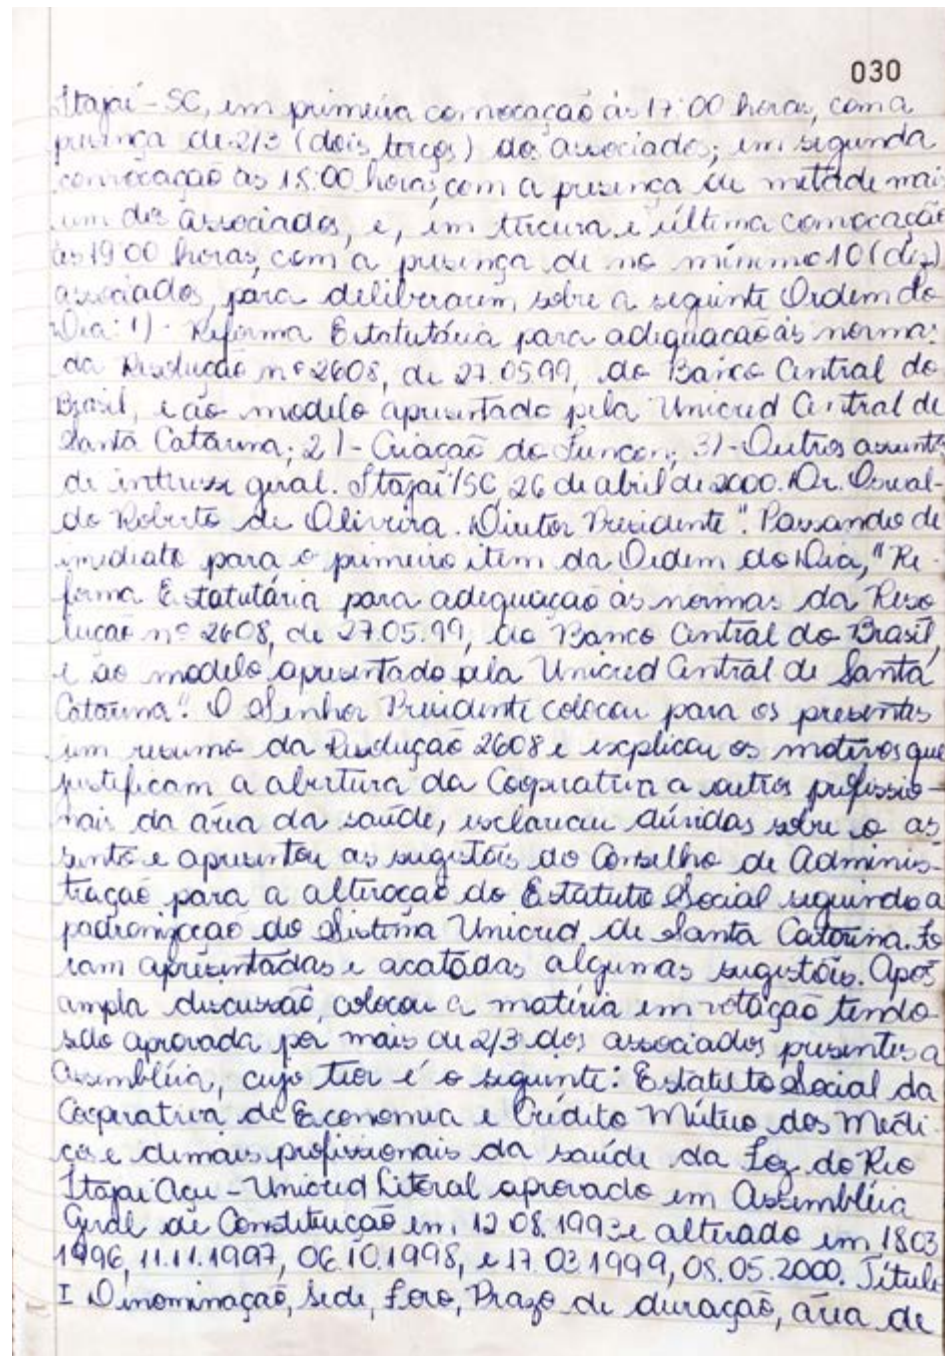 030
Itajaí - SC, em primeira convocação às 17:00 horas, com a
presença de 2/3 (dois terços) dos associados; em segunda
convocação às 18:00 horas, com a presença de metade mais
um dos associados, e, em terceira e última convocação
às 19:00 horas, com a presença de no mínimo 10 (dez)
associados, para deliberarem sobre a seguinte Ordem do
Dia: 1) - Reforma Estatutária para adequação às normas
da Resolução nº 2608, de 27.05.99, do Banco Central do
Brasil, e ao modelo apresentado pela Unicred Central de
Santa Catarina; 2) - Criação do Funcon; 3) - Outros assuntos
de interesse geral. Itajaí/SC, 26 de abril de 2000. Dr. Oswal-
do Roberto de Oliveira. Diretor Presidente". Passando de
imediato para o primeiro item da Ordem do Dia, "Re-
forma Estatutária para adequação às normas da Reso
lução nº 2608, de 27.05.99, do Banco Central do Brasil,
e ao modelo apresentado pela Unicred Central de Santa
Catarina". O Senhor Presidente colocou para os presentes
um resumo da Resolução 2608 e explicou os motivos que
justificam a abertura da Cooperativa a outros profissio-
nais da área da saúde, esclareceu dúvidas sobre o as
sunto e apresentou as sugestões do Conselho de Adminis-
tração para a alteração do Estatuto Social seguindo a
padronização do Sistema Unicred de Santa Catarina. Fo
ram apresentadas e acatadas algumas sugestões. Após
ampla discussão, colocou a matéria em votação tendo
sido aprovada por mais de 2/3 dos associados presentes a
Assembléia, cujo teor é o seguinte: Estatuto Social da
Cooperativa de Economia e Crédito Mútuo dos Médi-
cos e demais profissionais da saúde da Foz do Rio
Itajaí Açu - Unicred Litoral aprovado em Assembléia
Geral de Constituição em 12.08.1993 e alterado em 18.03
1996, 11.11.1997, 06.10.1998, e 17.03.1999, 08.05.2000. Título
I Denominação, Sede, Foro, Prazo de duração, área de